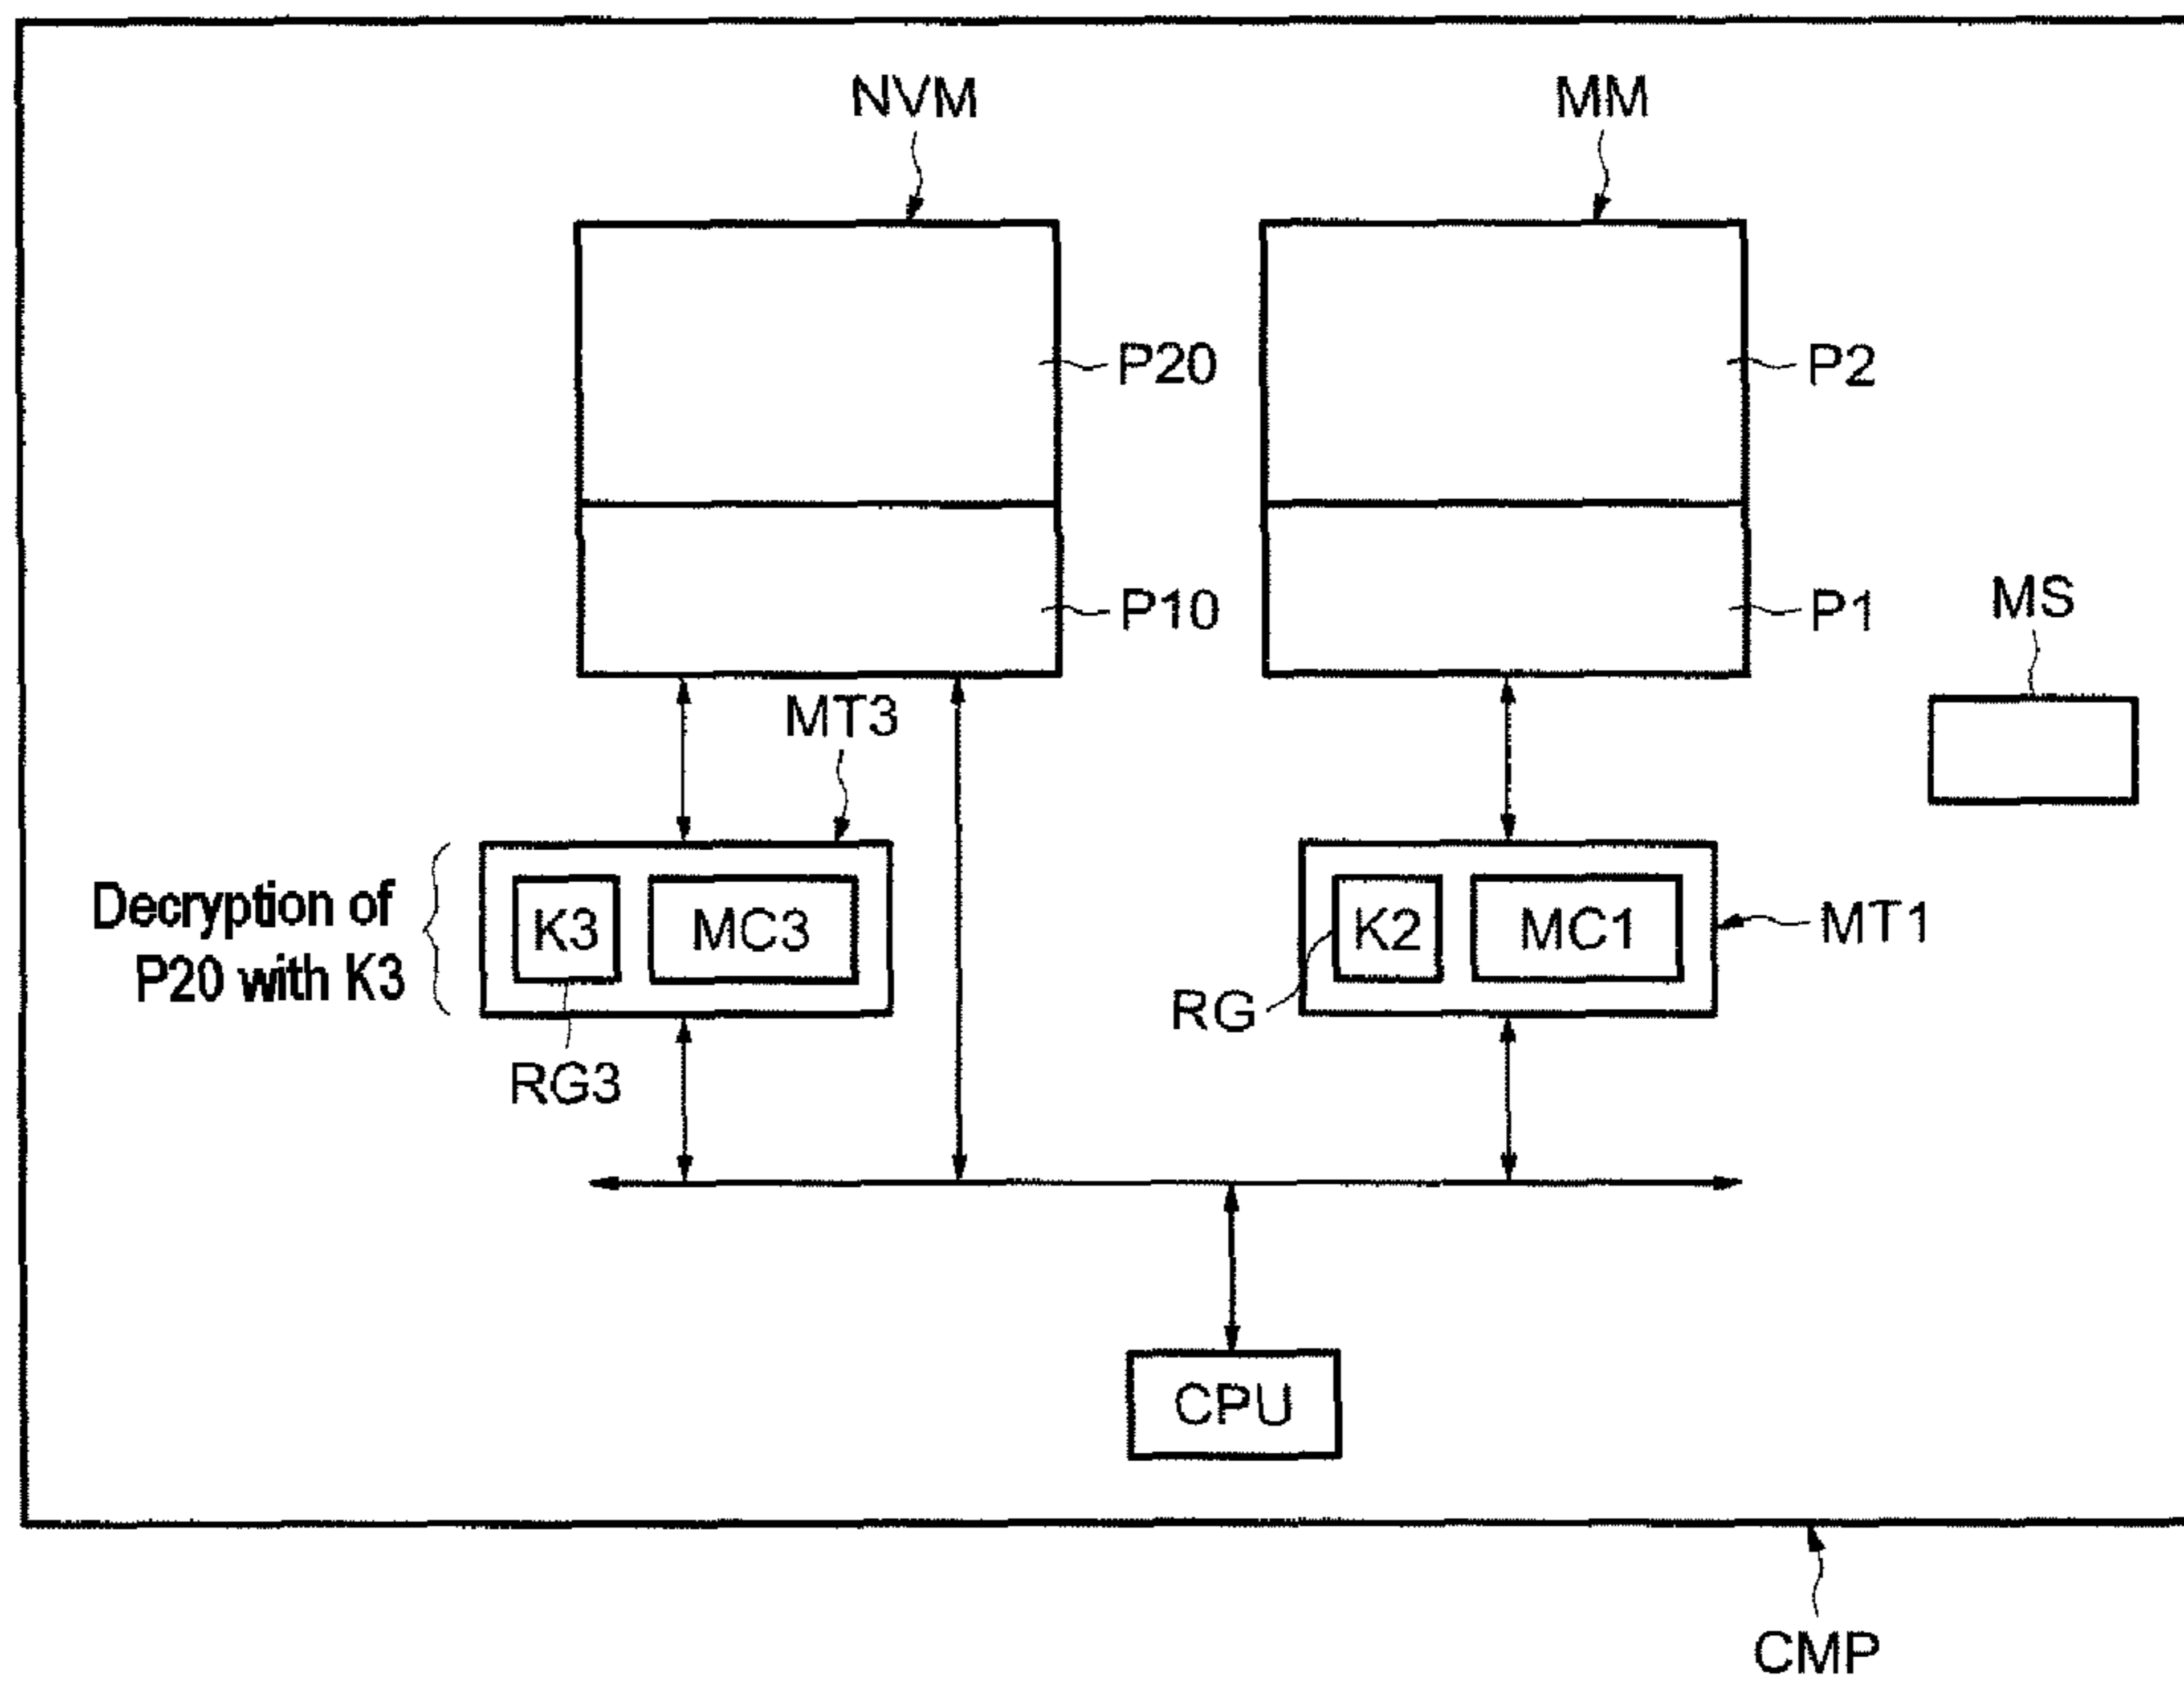 NVM
MM
P20
P2
P10
P1
MS
MT3
Decryption of
P20 with K3
K3
MC3
K2
MC1
MT1
RG
RG3
CPU
CMP